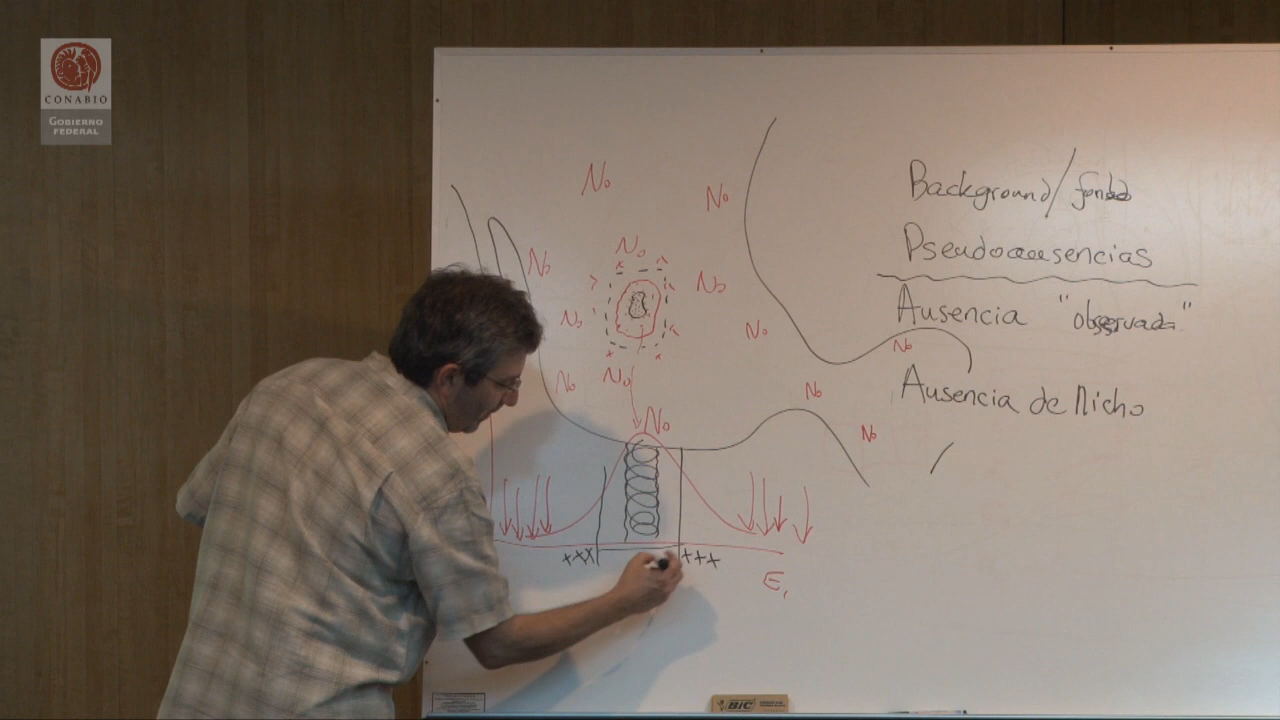 CONABIO
GOBIERNO
FEDERAL
Background/fondo
Pseudoausencias
Ausencia "observada"
Ausencia de Nicho
No
No
No
No
No
No
No
No
No
No
No
No
No
xxx
+++
E1
BIC